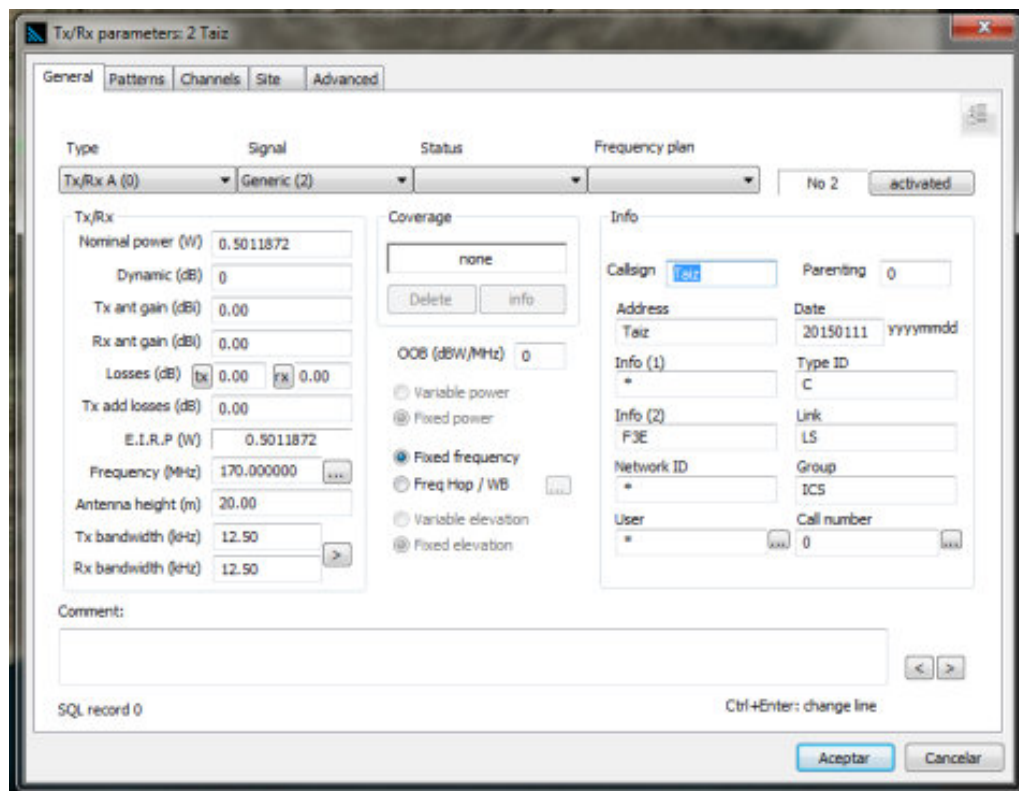 Tx/Rx parameters: 2 Taiz
General Patterns Channels Site Advanced
Type Signal Status Frequency plan
Tx/Rx A (0) Generic (2) No 2 activated
Tx/Rx
Nominal power (W) 0.5011872
Dynamic (dB) 0
Tx ant gain (dBi) 0.00
Rx ant gain (dBi) 0.00
Losses (dB) tx 0.00 rx 0.00
Tx add losses (dB) 0.00
E.I.R.P (W) 0.5011872
Frequency (MHz) 170.000000 ...
Antenna height (m) 20.00
Tx bandwidth (kHz) 12.50
Rx bandwidth (kHz) 12.50
>
Coverage
none
Delete info
OOB (dBW/MHz) 0
Variable power
Fixed power
Fixed frequency
Freq Hop / WB ...
Variable elevation
Fixed elevation
Info
Callsign Taiz Parenting 0
Address Date
Taiz 20150111 yyyymmdd
Info (1) Type ID
* C
Info (2) Link
F3E LS
Network ID Group
* ICS
User Call number
* ... 0 ...
Comment:
< >
SQL record 0 Ctrl+Enter: change line
Aceptar Cancelar